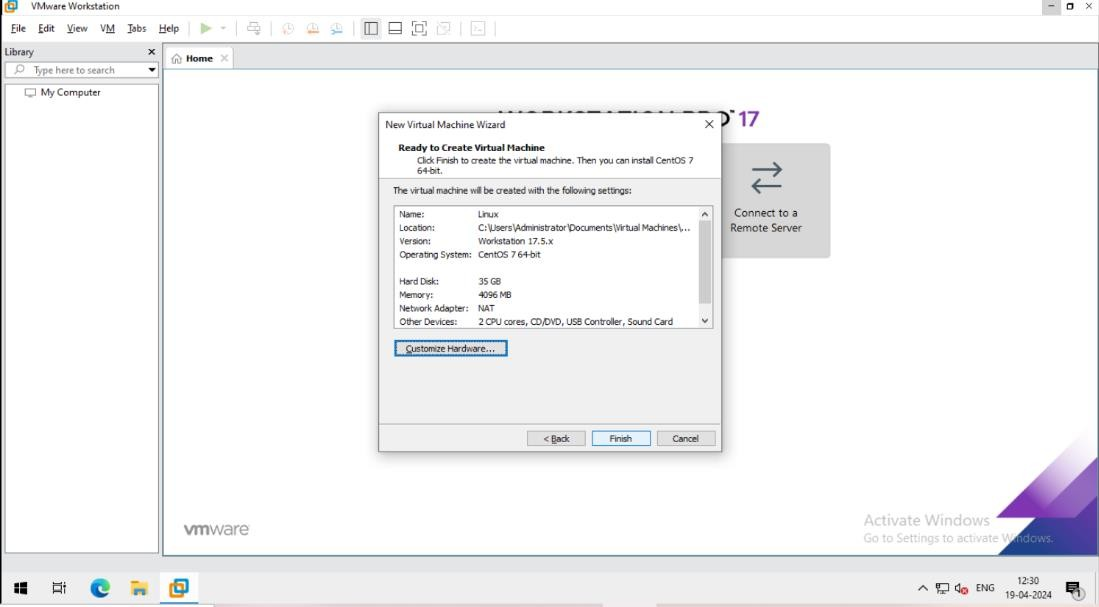 VMware Workstation
File Edit View VM Tabs Help
Library
Type here to search
My Computer
Home
17
New Virtual Machine Wizard
Ready to Create Virtual Machine
Click Finish to create the virtual machine. Then you can install CentOS 7
64-bit.
The virtual machine will be created with the following settings:
Name: Linux
Location: C:\Users\Administrator\Documents\Virtual Machines\...
Version: Workstation 17.5.x
Operating System: CentOS 7 64-bit
Hard Disk: 35 GB
Memory: 4096 MB
Network Adapter: NAT
Other Devices: 2 CPU cores, CD/DVD, USB Controller, Sound Card
Customize Hardware...
< Back Finish Cancel
Connect to a
Remote Server
vmware
Activate Windows
Go to Settings to activate Windows.
ENG
12:30
19-04-2024
1